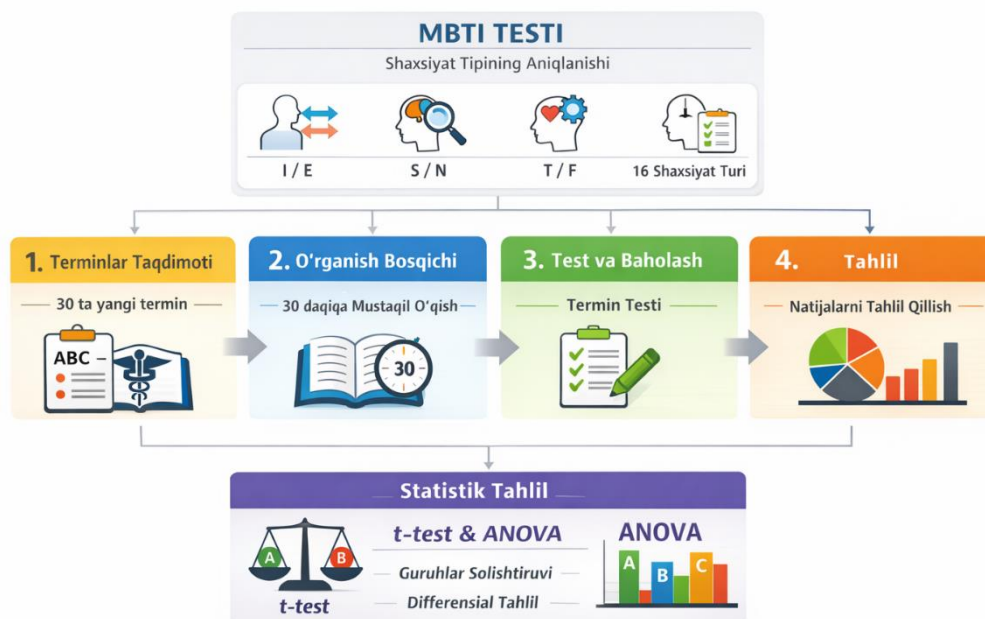 MBTI TESTI
Shaxsiyat Tipining Aniqlanishi
I / E
S / N
T / F
16 Shaxsiyat Turi
1. Terminlar Taqdimoti
30 ta yangi termin
ABC
2. O'rganish Bosqichi
30 daqiqa Mustaqil O'qish
30
3. Test va Baholash
Termin Testi
4. Tahlil
Natijalarni Tahlil Qillish
Statistik Tahlil
A
B
t-test
t-test & ANOVA
Guruhlar Solishtiruvi
Differensial Tahlil
ANOVA
A
B
C